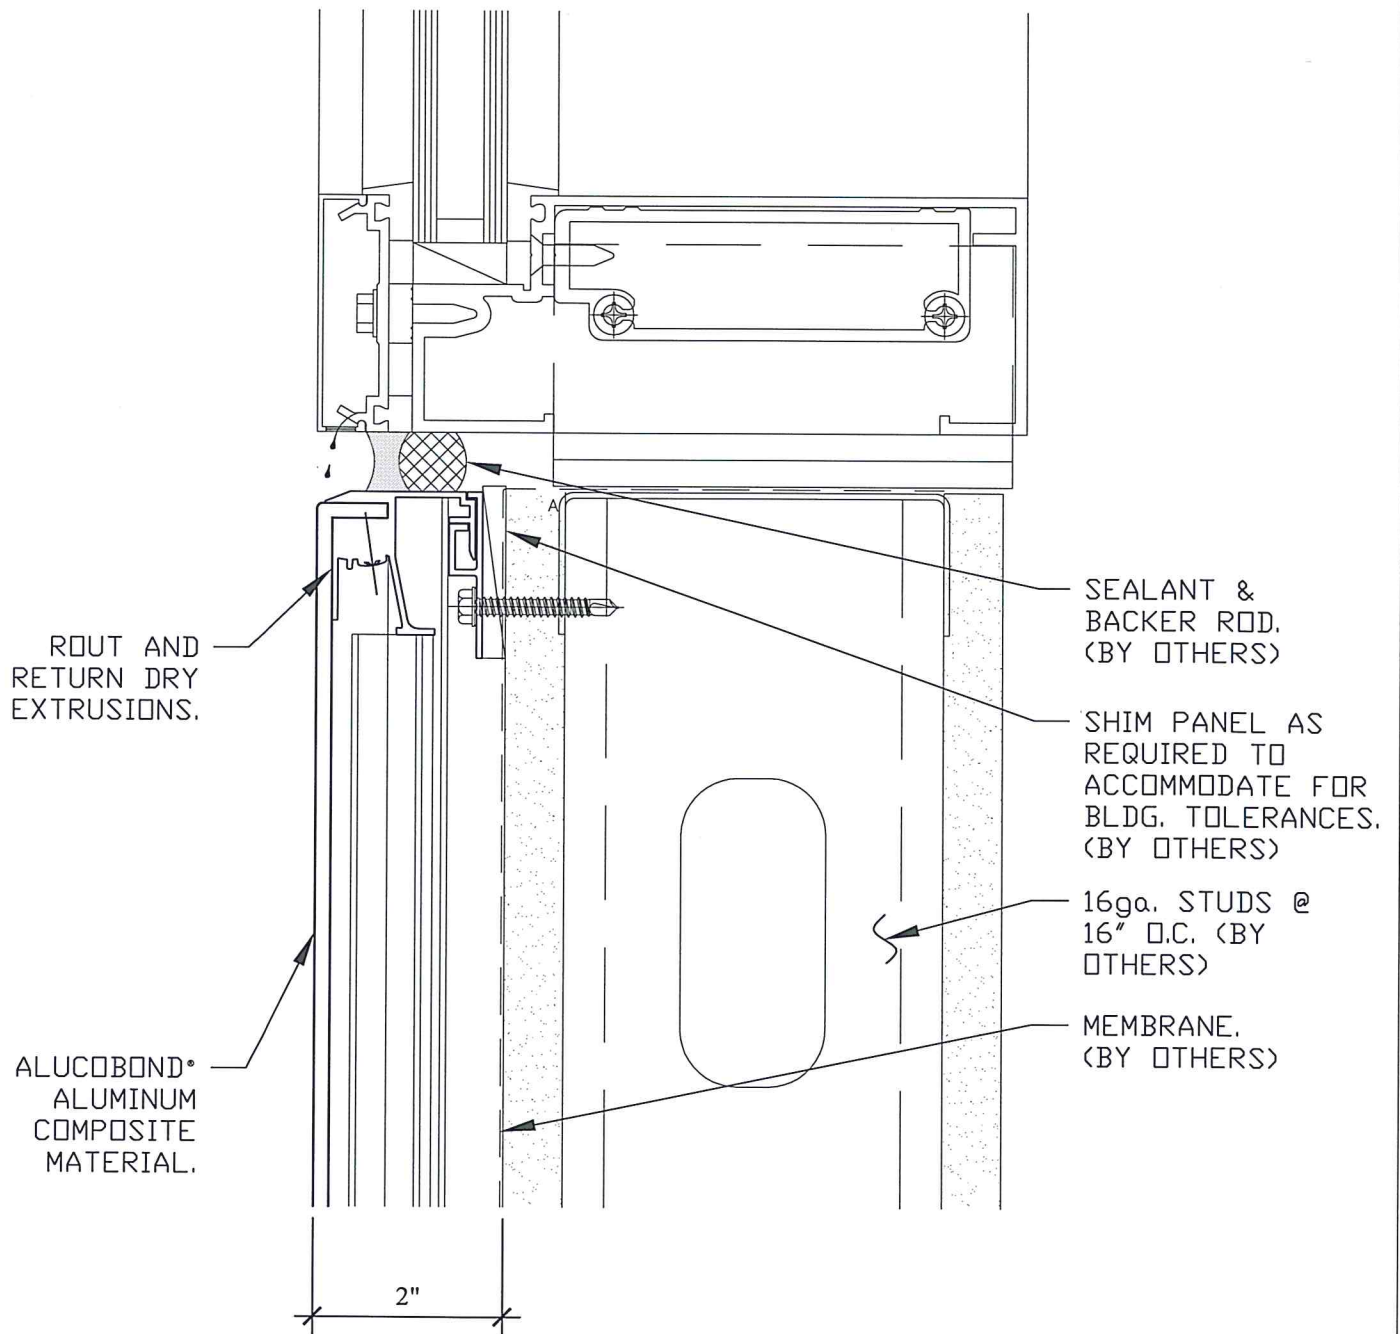 A
SEALANT &
BACKER ROD.
(BY OTHERS)
ROUT AND
RETURN DRY
EXTRUSIONS.
SHIM PANEL AS
REQUIRED TO
ACCOMMODATE FOR
BLDG. TOLERANCES.
(BY OTHERS)
16ga. STUDS @
16" O.C. (BY
OTHERS)
MEMBRANE.
(BY OTHERS)
ALUCOBOND®
ALUMINUM
COMPOSITE
MATERIAL.
2"